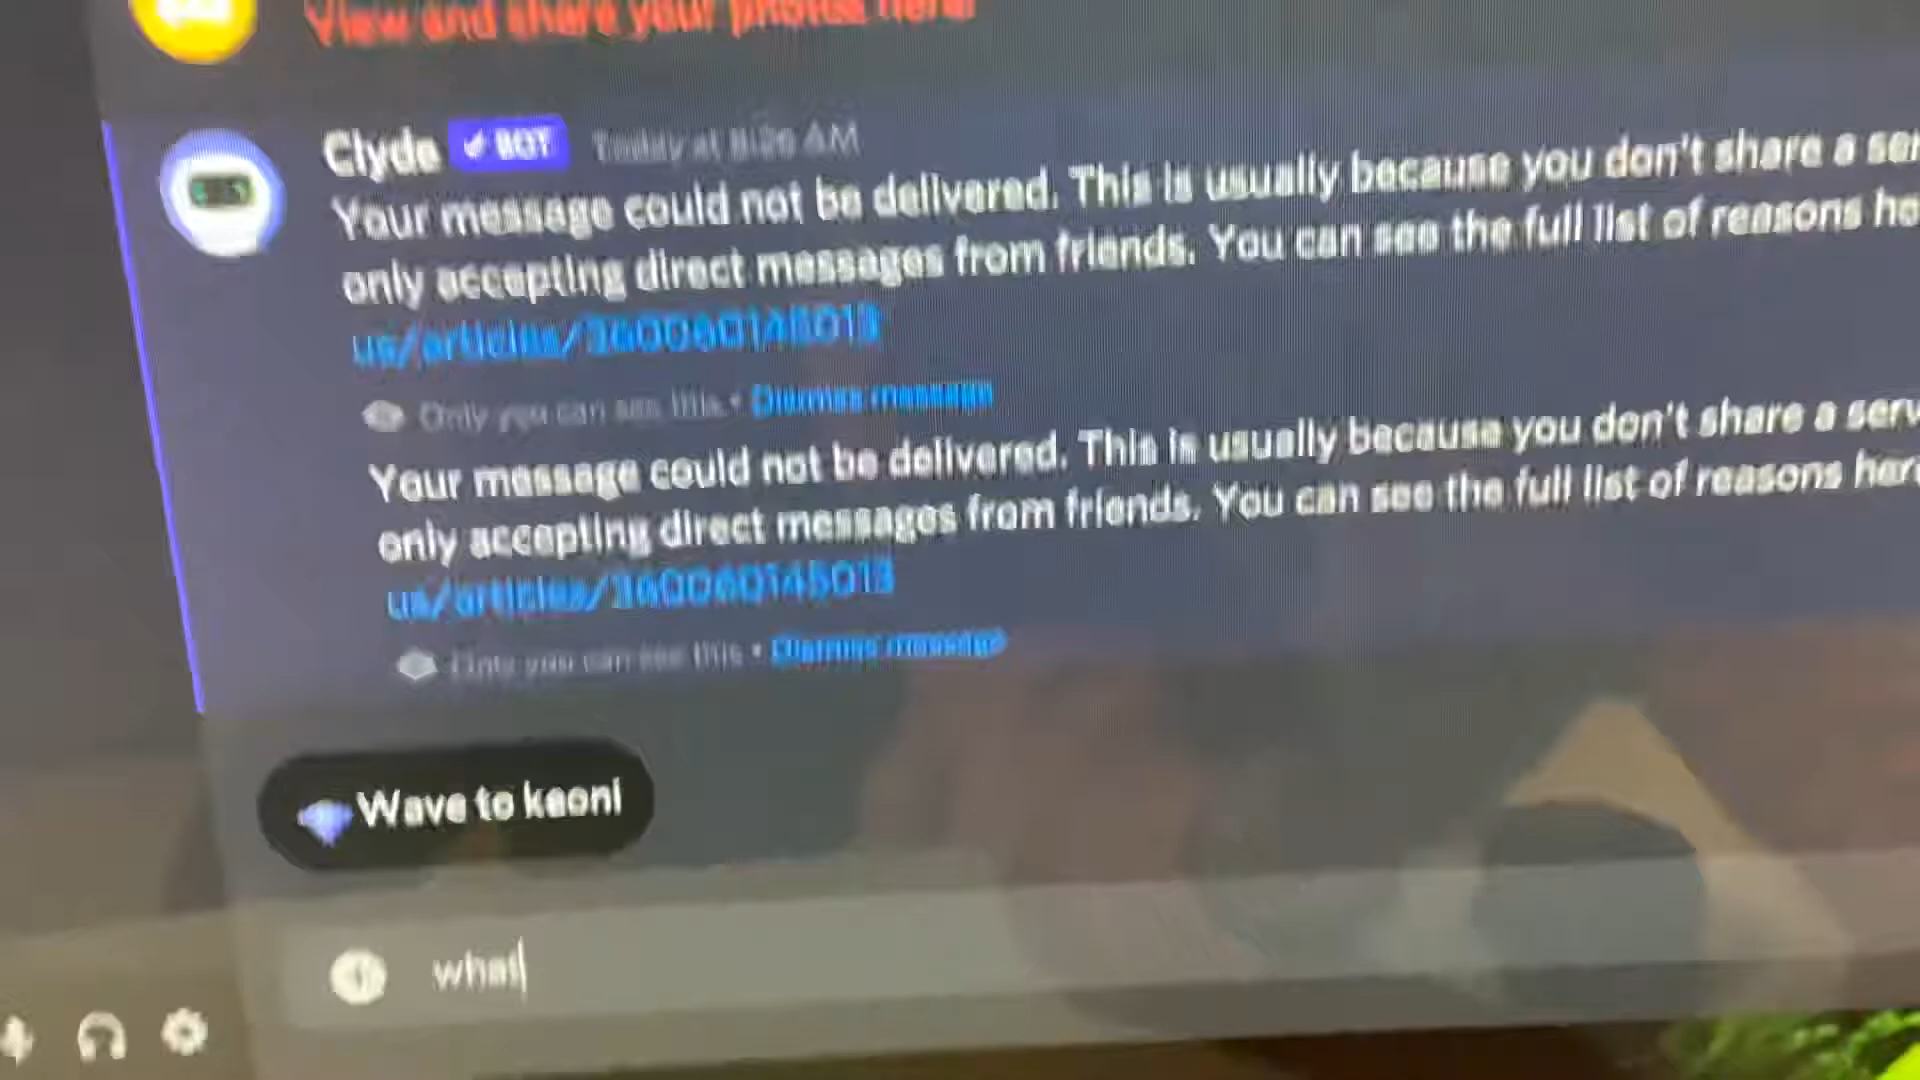 View and share your photos here!
Clyde ✓ BOT Today at 8:26 AM
Your message could not be delivered. This is usually because you don't share a
only accepting direct messages from friends. You can see the full list of reasons
us/articles/360060145013
Only you can see this • Dismiss message
Your message could not be delivered. This is usually because you don't share a
only accepting direct messages from friends. You can see the full list of reasons
us/articles/360060145013
Only you can see this • Dismiss message
Wave to keoni
what